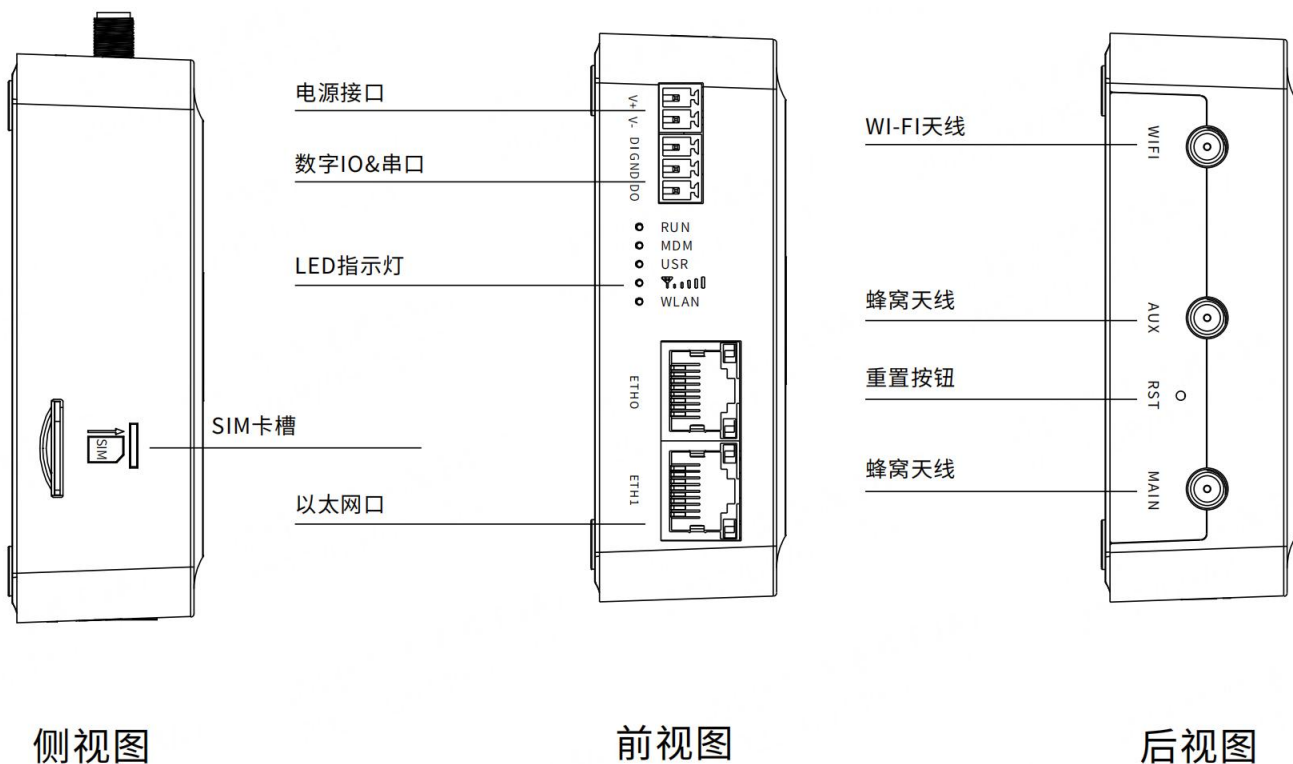 SIM
SIM卡槽
侧视图
电源接口
数字IO&串口
LED指示灯
以太网口
V+ V- DI GND DO
RUN
MDM
USR
WLAN
ETH0
ETH1
前视图
WI-FI天线
蜂窝天线
重置按钮
蜂窝天线
WIFI
AUX
RST
MAIN
后视图